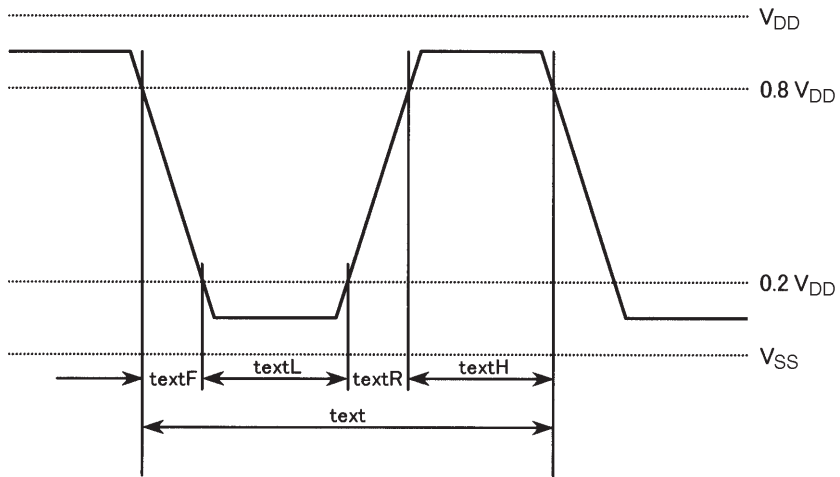 VDD
0.8 VDD
0.2 VDD
VSS
textF textL textR textH
text